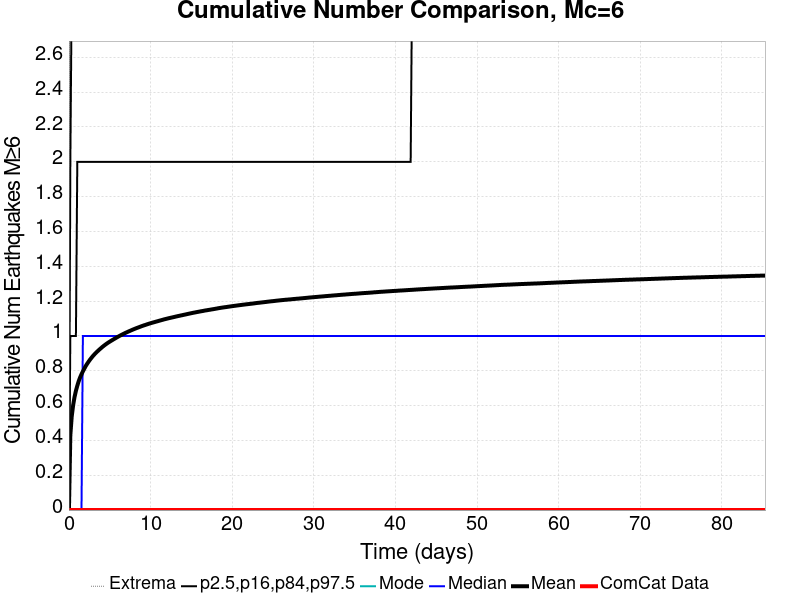 Cumulative Number Comparison, Mc=6
Cumulative Num Earthquakes M≥6
2.6
2.4
2.2
2
1.8
1.6
1.4
1.2
1
0.8
0.6
0.4
0.2
0
0 10 20 30 40 50 60 70 80
Time (days)
Extrema p2.5,p16,p84,p97.5 Mode Median Mean ComCat Data